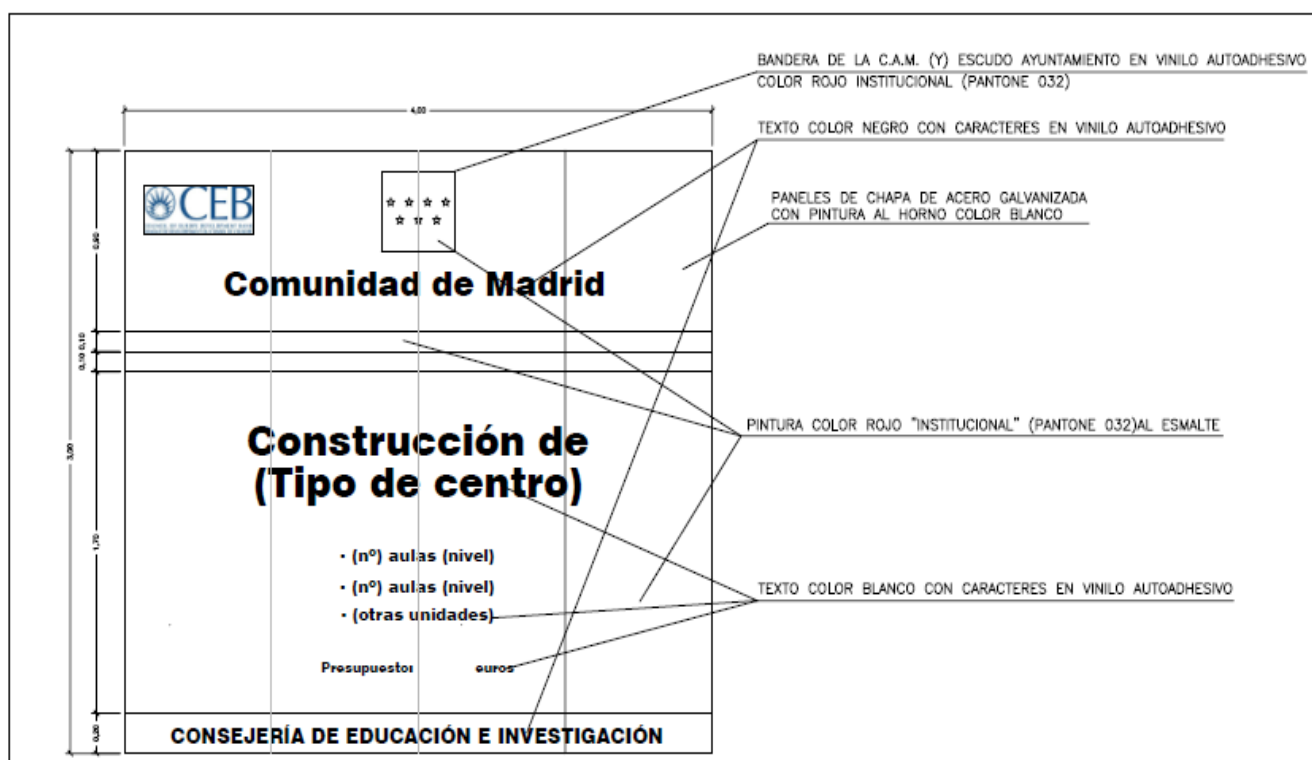 BANDERA DE LA C.A.M. (Y) ESCUDO AYUNTAMIENTO EN VINILO AUTOADHESIVO
COLOR ROJO INSTITUCIONAL (PANTONE 032)
4,00
TEXTO COLOR NEGRO CON CARACTERES EN VINILO AUTOADHESIVO
CEB
PANELES DE CHAPA DE ACERO GALVANIZADA
CON PINTURA AL HORNO COLOR BLANCO
0,90
Comunidad de Madrid
0,10
0,10
3,00
Construcción de
(Tipo de centro)
PINTURA COLOR ROJO "INSTITUCIONAL" (PANTONE 032)AL ESMALTE
1,70
· (nº) aulas (nivel)
· (nº) aulas (nivel)
· (otras unidades)
TEXTO COLOR BLANCO CON CARACTERES EN VINILO AUTOADHESIVO
Presupuesto: euros
0,20
CONSEJERÍA DE EDUCACIÓN E INVESTIGACIÓN